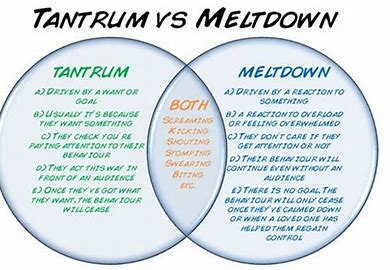 TANTRUM VS MELTDOWN
TANTRUM
A) DRIVEN BY A WANT OR
GOAL
B) USUALLY IT'S BECAUSE
THEY WANT SOMETHING
C) THEY CHECK YOU'RE
PAYING ATTENTION TO THEIR
BEHAVIOUR
D) THEY ACT THIS WAY IN
FRONT OF AN AUDIENCE
E) ONCE THEY'VE GOT WHAT
THEY WANT, THE BEHAVIOUR
WILL CEASE
BOTH
SCREAMING
KICKING
SHOUTING
STOMPING
SWEARING
BITING
ETC.
MELTDOWN
A) DRIVEN BY A REACTION TO
SOMETHING
B) A REACTION TO OVERLOAD
OR FEELING OVERWHELMED
C) THEY DON'T CARE IF THEY
GET ATTENTION OR NOT
D) THEIR BEHAVIOUR WILL
CONTINUE EVEN WITHOUT AN
AUDIENCE
E) THERE IS NO GOAL. THE
BEHAVIOUR WILL ONLY CEASE
ONCE THEY'VE CALMED DOWN
OR WHEN A LOVED ONE HAS
HELPED THEM REGAIN
CONTROL